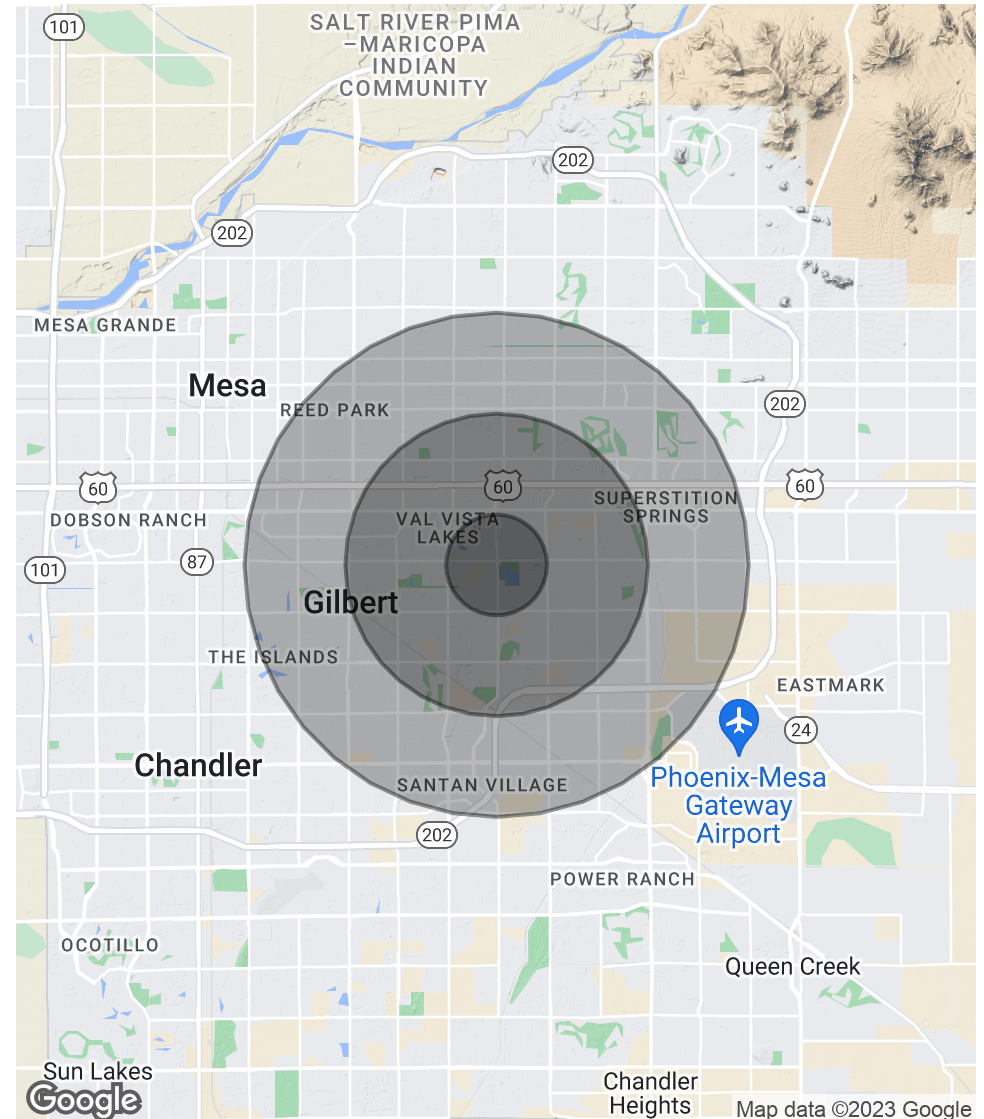 101
SALT RIVER PIMA
–MARICOPA
INDIAN
COMMUNITY
202
202
MESA GRANDE
Mesa
REED PARK
202
60
60
60
DOBSON RANCH
VAL VISTA
LAKES
SUPERSTITION
SPRINGS
101
87
Gilbert
THE ISLANDS
EASTMARK
24
Chandler
SANTAN VILLAGE
Phoenix-Mesa
Gateway
Airport
202
POWER RANCH
OCOTILLO
Queen Creek
Sun Lakes
Chandler
Heights
Google
Map data ©2023 Google